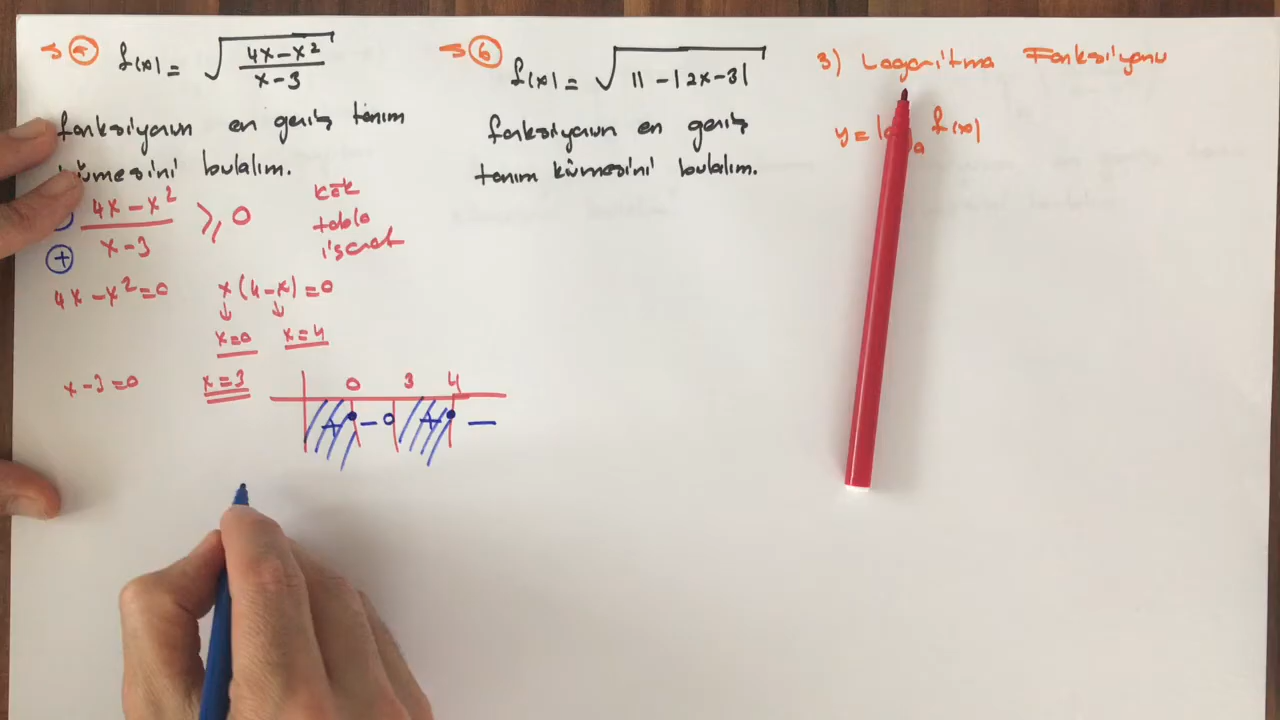 → 5 f(x) = √((4x-x²)/(x-3))
fonksiyonun en geniş tanım
kümesini bulalım.
(4x-x²)/(x-3) ≥ 0
kök
tablo
işaret
+
4x-x²=0 x(4-x)=0
↓ ↓
x=0 x=4
x-3=0 x=3
0 3 4
+ - + -
→ 6 f(x) = √(11-|2x-3|)
fonksiyonun en geniş
tanım kümesini bulalım.
3) Logaritma Fonksiyonu
y = a f(x)